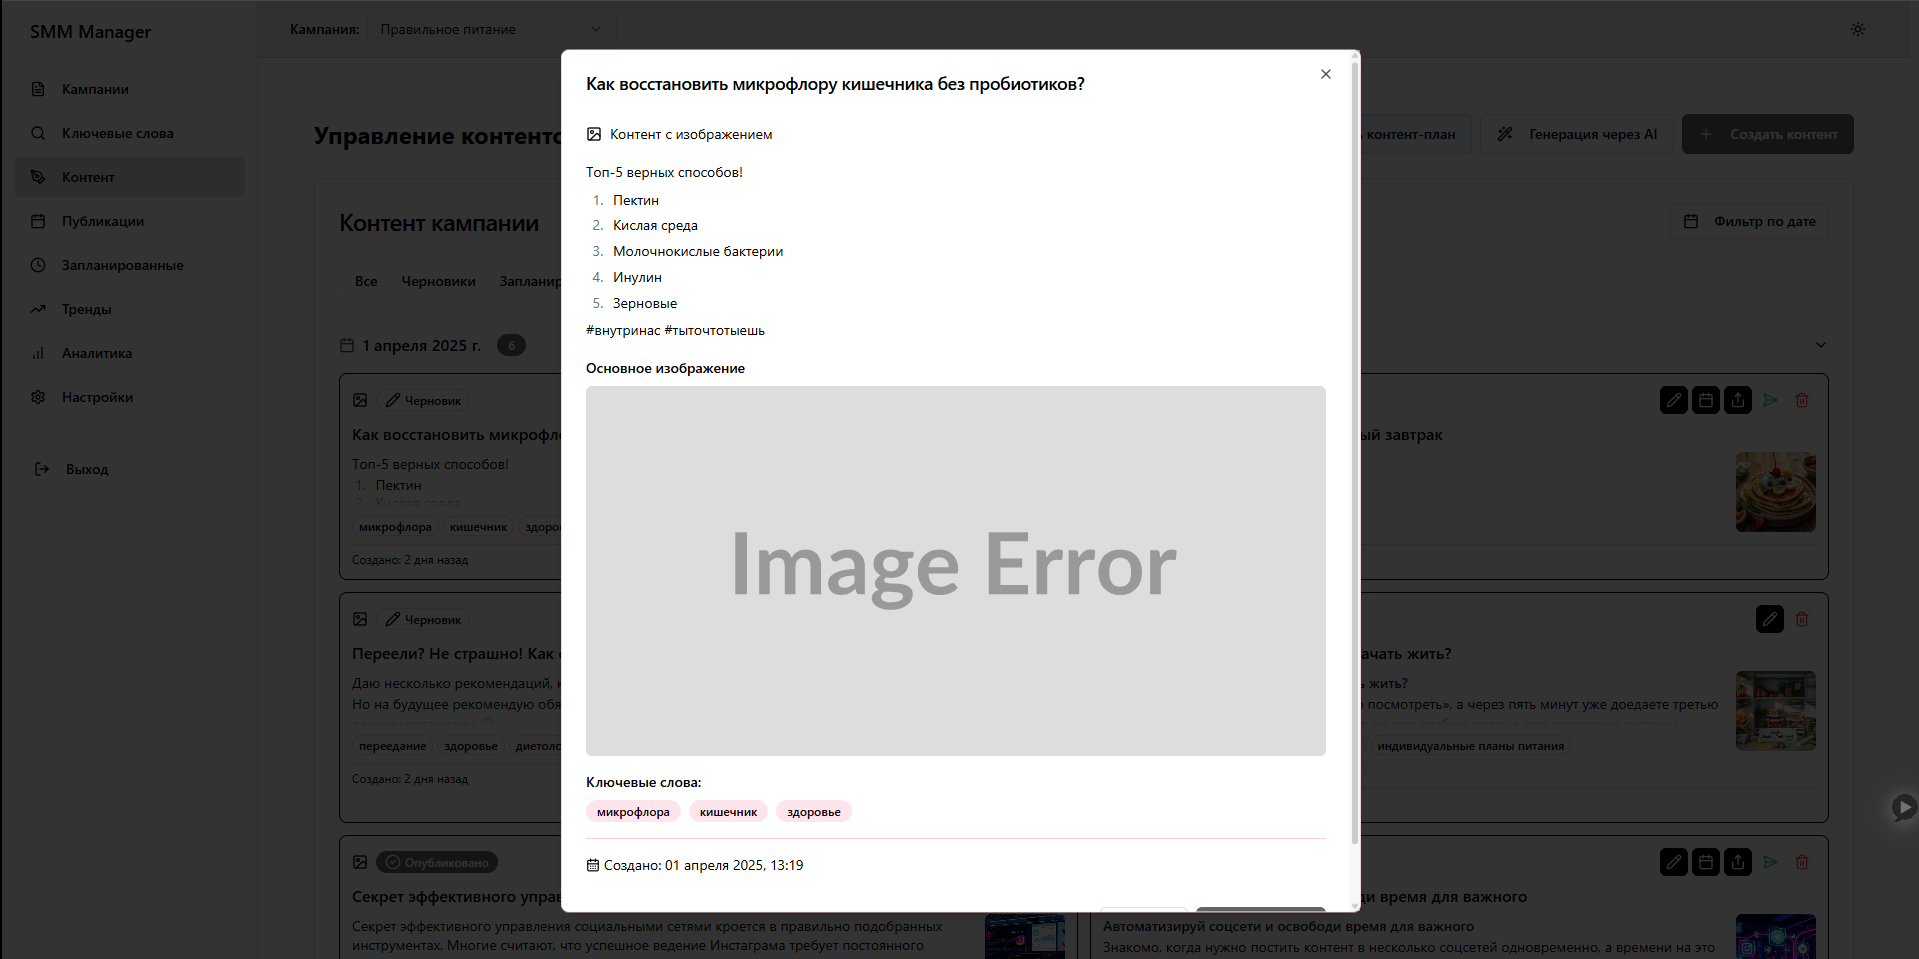 SMM Manager
Кампания: Правильное питание
Кампании
Ключевые слова
Контент
Публикации
Запланированные
Тренды
Аналитика
Настройки
Выход
Управление контенто
контент-план
Генерация через AI
Создать контент
Контент кампании
Фильтр по дате
Все Черновики Запланир
1 апреля 2025 г. 6
Черновик
Как восстановить микрофло
Топ-5 верных способов!
1. Пектин
2. Кислая среда
микрофлора кишечник здоро
Создано: 2 дня назад
ый завтрак
Черновик
Переели? Не страшно! Как
Даю несколько рекомендаций,
Но на будущее рекомендую обя
переедание здоровье диетоло
Создано: 2 дня назад
ачать жить?
жить?
посмотреть», а через пять минут уже доедаете третью
индивидуальные планы питания
Опубликовано
Секрет эффективного упра
Секрет эффективного управления социальными сетями кроется в правильно подобранных
инструментах. Многие считают, что успешное ведение Инстаграма требует постоянного
ди время для важного
Автоматизируй соцсети и освободи время для важного
Знакомо, когда нужно постить контент в несколько соцсетей одновременно, а времени на это
Как восстановить микрофлору кишечника без пробиотиков?
Контент с изображением
Топ-5 верных способов!
1. Пектин
2. Кислая среда
3. Молочнокислые бактерии
4. Инулин
5. Зерновые
#внутринас #тыточтотыешь
Основное изображение
Image Error
Ключевые слова:
микрофлора кишечник здоровье
Создано: 01 апреля 2025, 13:19